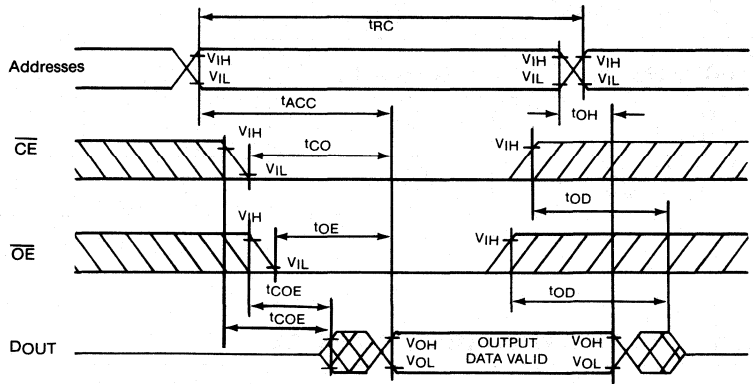 tRC
Addresses
VIH
VIL
VIH
VIL
VIH
VIL
tACC
tOH
CE
VIH
VIL
tCO
VIH
tOD
OE
VIH
VIL
tOE
VIH
tOD
tCOE
tCOE
DOUT
VOH
VOL
OUTPUT
DATA VALID
VOH
VOL